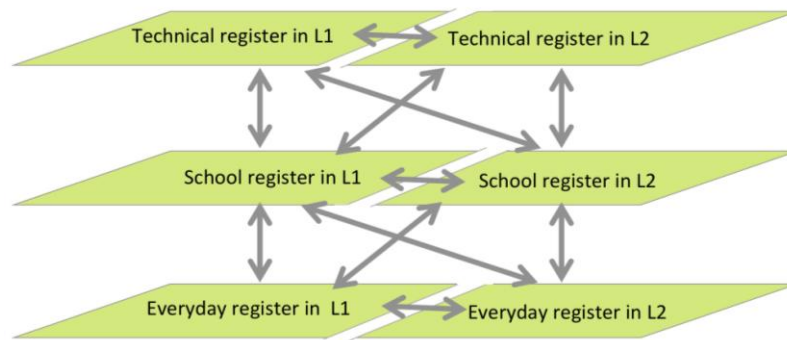 Technical register in L1
Technical register in L2
School register in L1
School register in L2
Everyday register in L1
Everyday register in L2